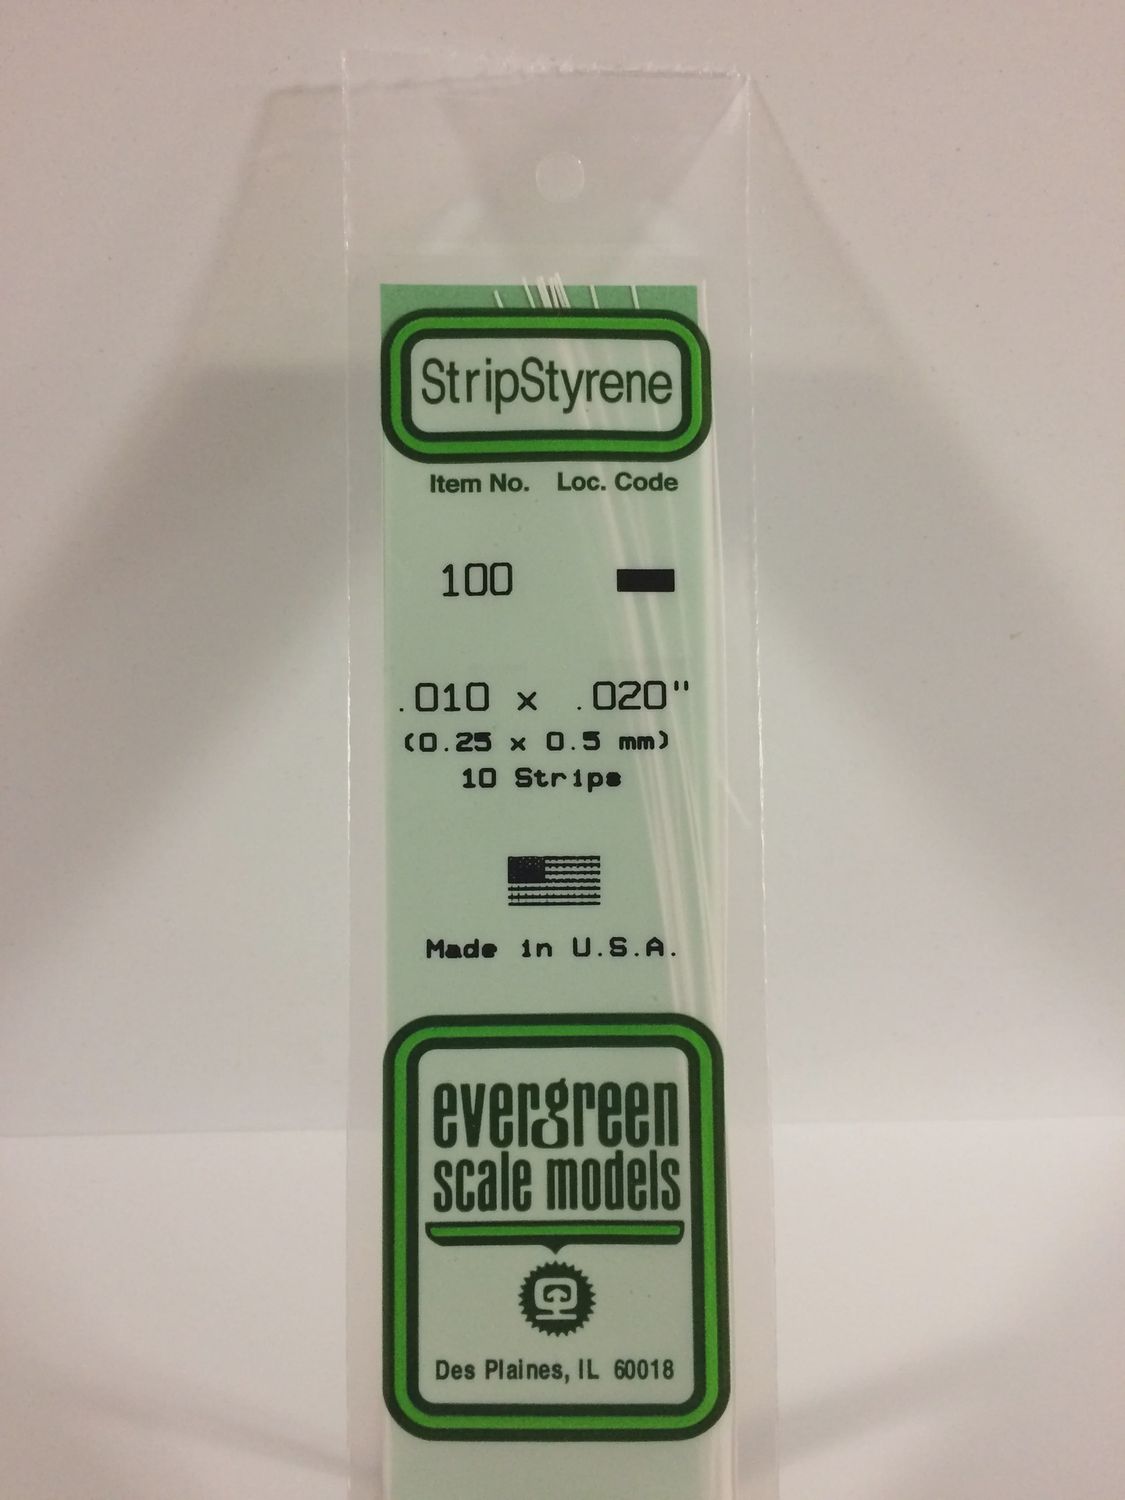 StripStyrene
Item No. Loc. Code
100
.010 x .020"
(0.25 x 0.5 mm)
10 Strips
Made in U.S.A.
evergreen
scale models
Des Plaines, IL 60018